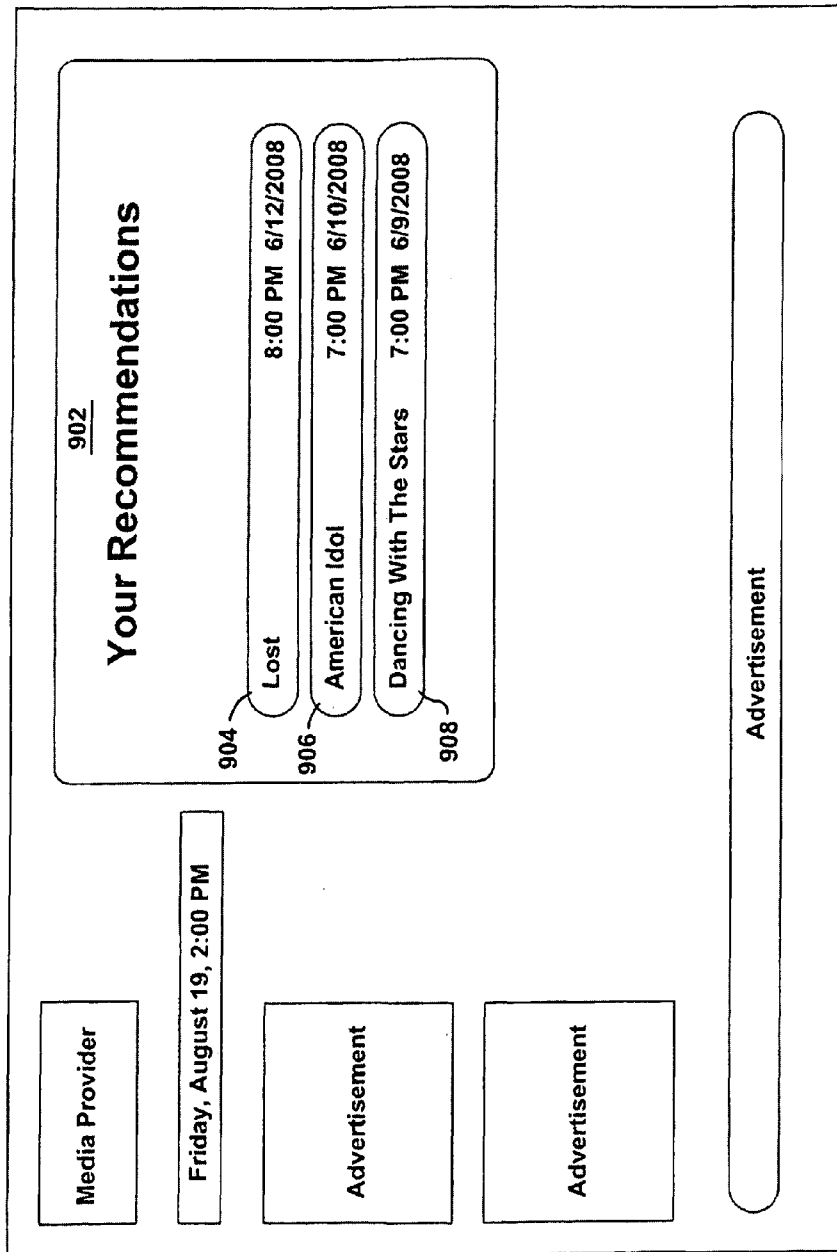 Media Provider
Friday, August 19, 2:00 PM
Advertisement
Advertisement
902
Your Recommendations
904
Lost 8:00 PM 6/12/2008
906
American Idol 7:00 PM 6/10/2008
Dancing With The Stars 7:00 PM 6/9/2008
908
Advertisement